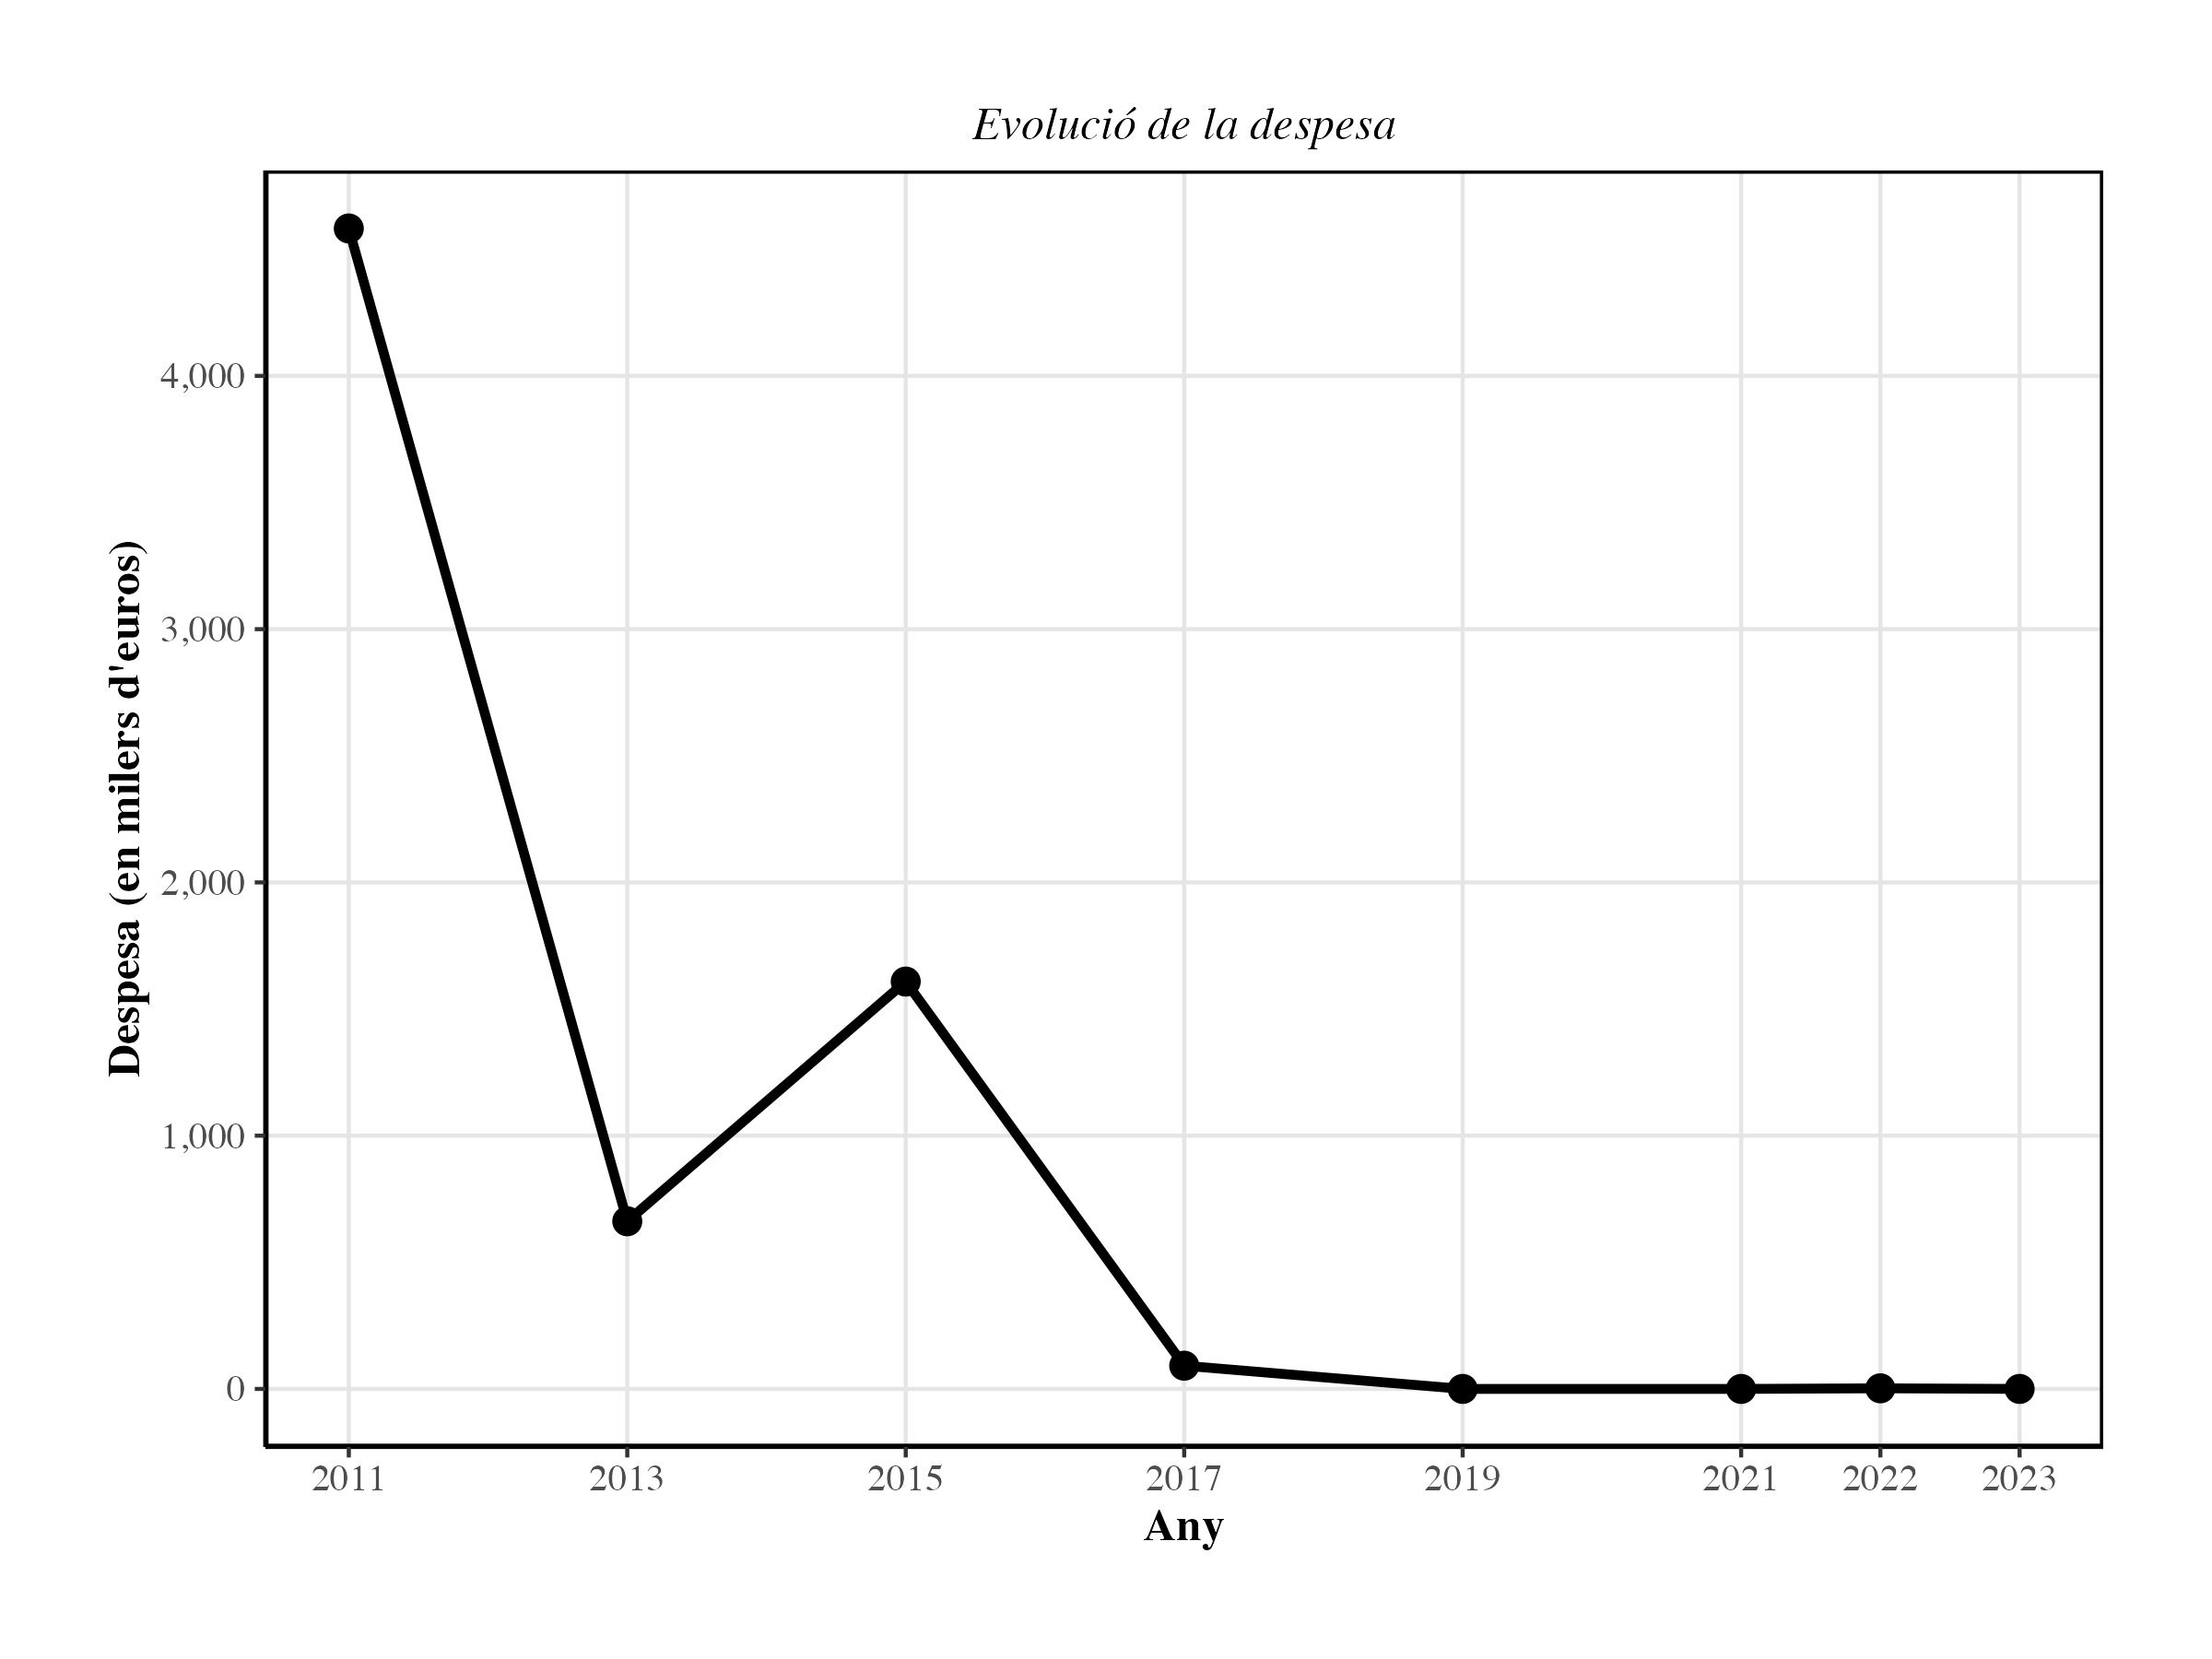 Evolució de la despesa
Despesa (en milers d'euros)
4,000
3,000
2,000
1,000
0
2011 2013 2015 2017 2019 2021 2022 2023
Any